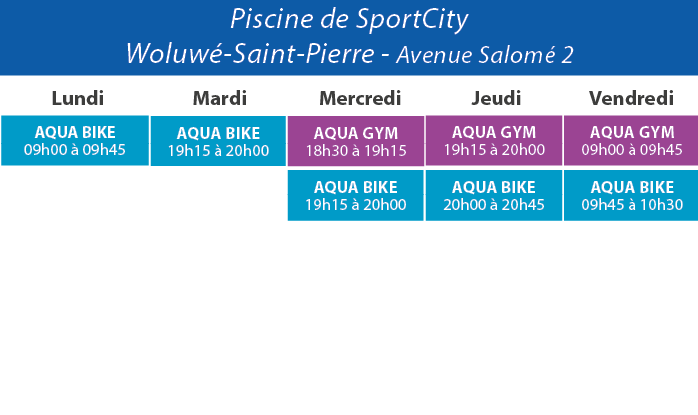 Piscine de SportCity
Woluwé-Saint-Pierre - Avenue Salomé 2
Lundi Mardi Mercredi Jeudi Vendredi
AQUA BIKE AQUA BIKE AQUA GYM AQUA GYM AQUA GYM
09h00 à 09h45 19h15 à 20h00 18h30 à 19h15 19h15 à 20h00 09h00 à 09h45
AQUA BIKE AQUA BIKE AQUA BIKE
19h15 à 20h00 20h00 à 20h45 09h45 à 10h30